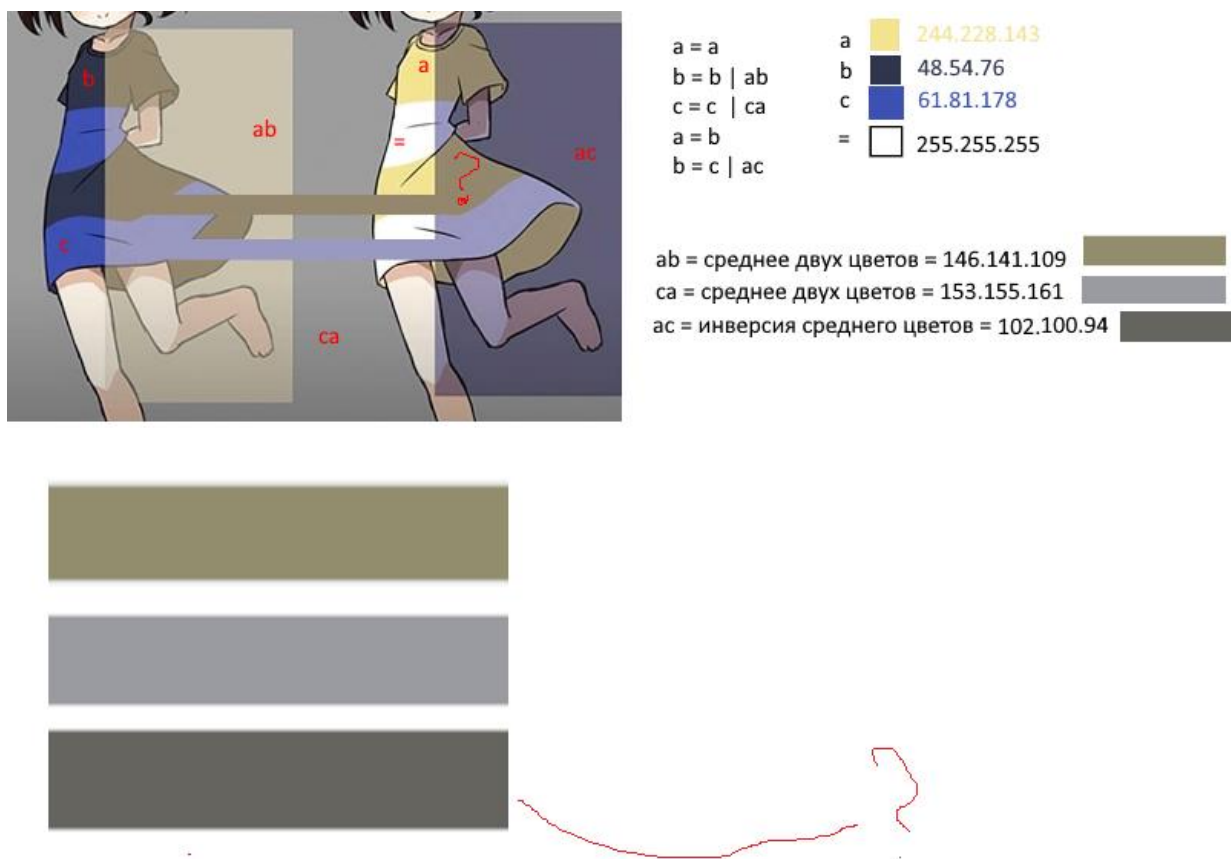 b
ab
c
ca
a
=
ac
?
a = a
b = b | ab
c = c | ca
a = b
b = c | ac
a 244.228.143
b 48.54.76
c 61.81.178
= 255.255.255
ab = среднее двух цветов = 146.141.109
ca = среднее двух цветов = 153.155.161
ac = инверсия среднего цветов = 102.100.94
?